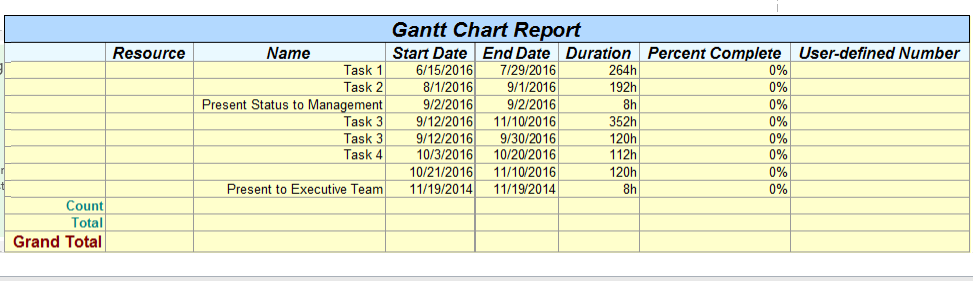 Gantt Chart Report
Resource Name Start Date End Date Duration Percent Complete User-defined Number
Task 1 6/15/2016 7/29/2016 264h 0%
Task 2 8/1/2016 9/1/2016 192h 0%
Present Status to Management 9/2/2016 9/2/2016 8h 0%
Task 3 9/12/2016 11/10/2016 352h 0%
Task 3 9/12/2016 9/30/2016 120h 0%
Task 4 10/3/2016 10/20/2016 112h 0%
10/21/2016 11/10/2016 120h 0%
Present to Executive Team 11/19/2014 11/19/2014 8h 0%
Count
Total
Grand Total